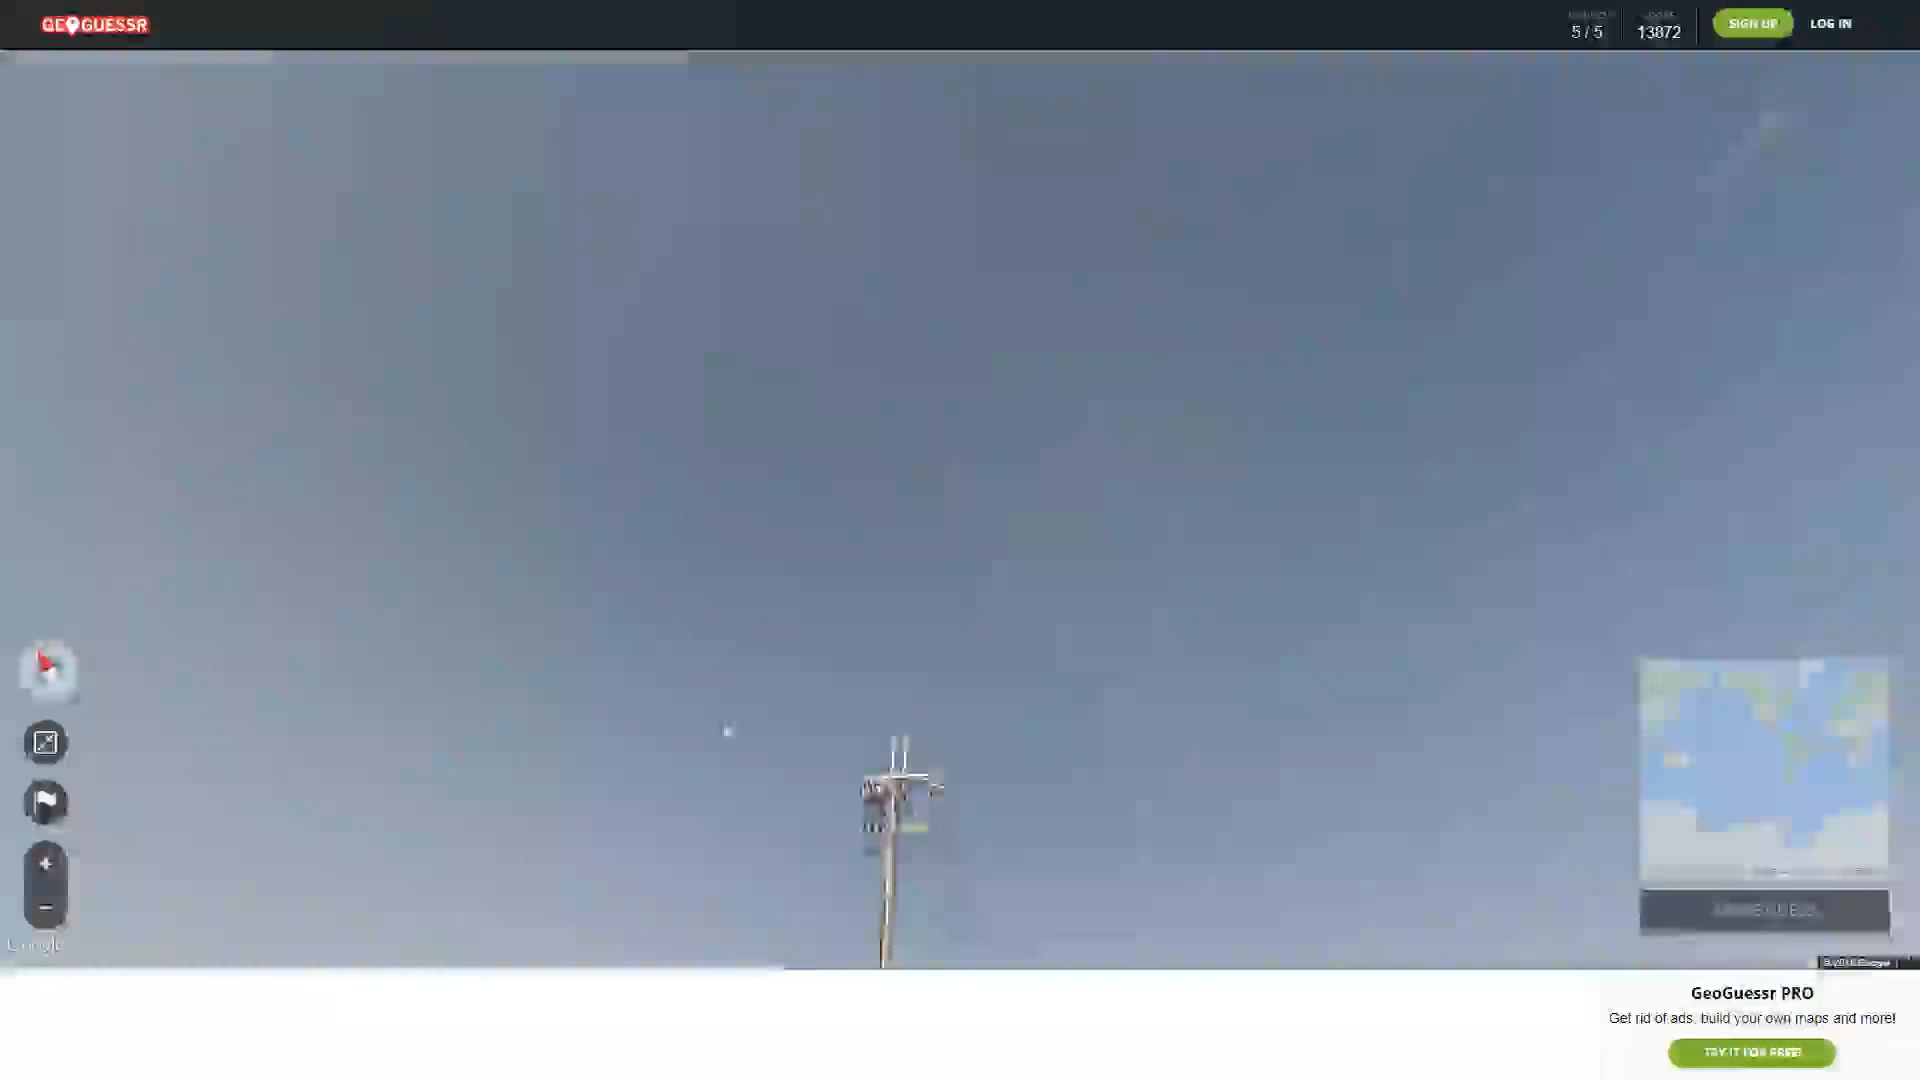 GEOGUESSR
5 / 5
13872
SIGN UP
LOG IN
Google
GeoGuessr PRO
Get rid of ads, build your own maps and more!
TRY IT FOR FREE!